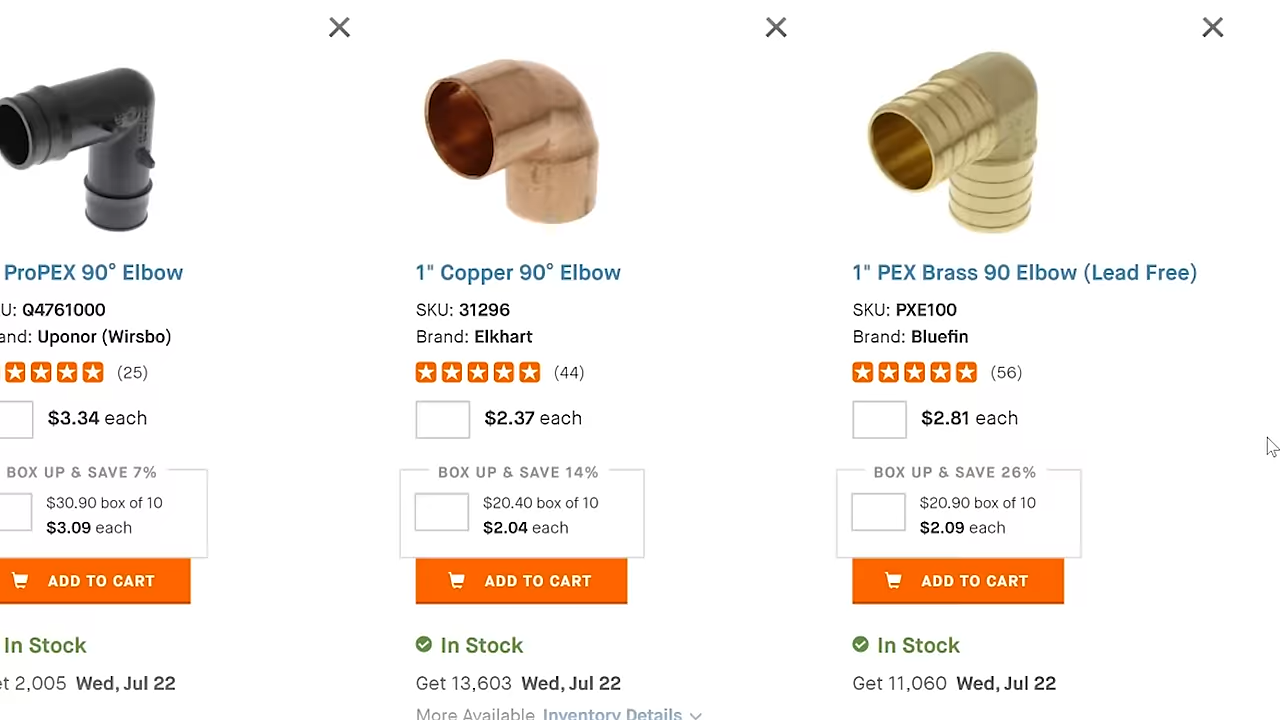 ProPEX 90° Elbow
U: Q4761000
and: Uponor (Wirsbo)
(25)
$3.34 each
BOX UP & SAVE 7%
$30.90 box of 10
$3.09 each
ADD TO CART
In Stock
et 2,005 Wed, Jul 22
1" Copper 90° Elbow
SKU: 31296
Brand: Elkhart
(44)
$2.37 each
BOX UP & SAVE 14%
$20.40 box of 10
$2.04 each
ADD TO CART
In Stock
Get 13,603 Wed, Jul 22
More Available Inventory Details
1" PEX Brass 90 Elbow (Lead Free)
SKU: PXE100
Brand: Bluefin
(56)
$2.81 each
BOX UP & SAVE 26%
$20.90 box of 10
$2.09 each
ADD TO CART
In Stock
Get 11,060 Wed, Jul 22